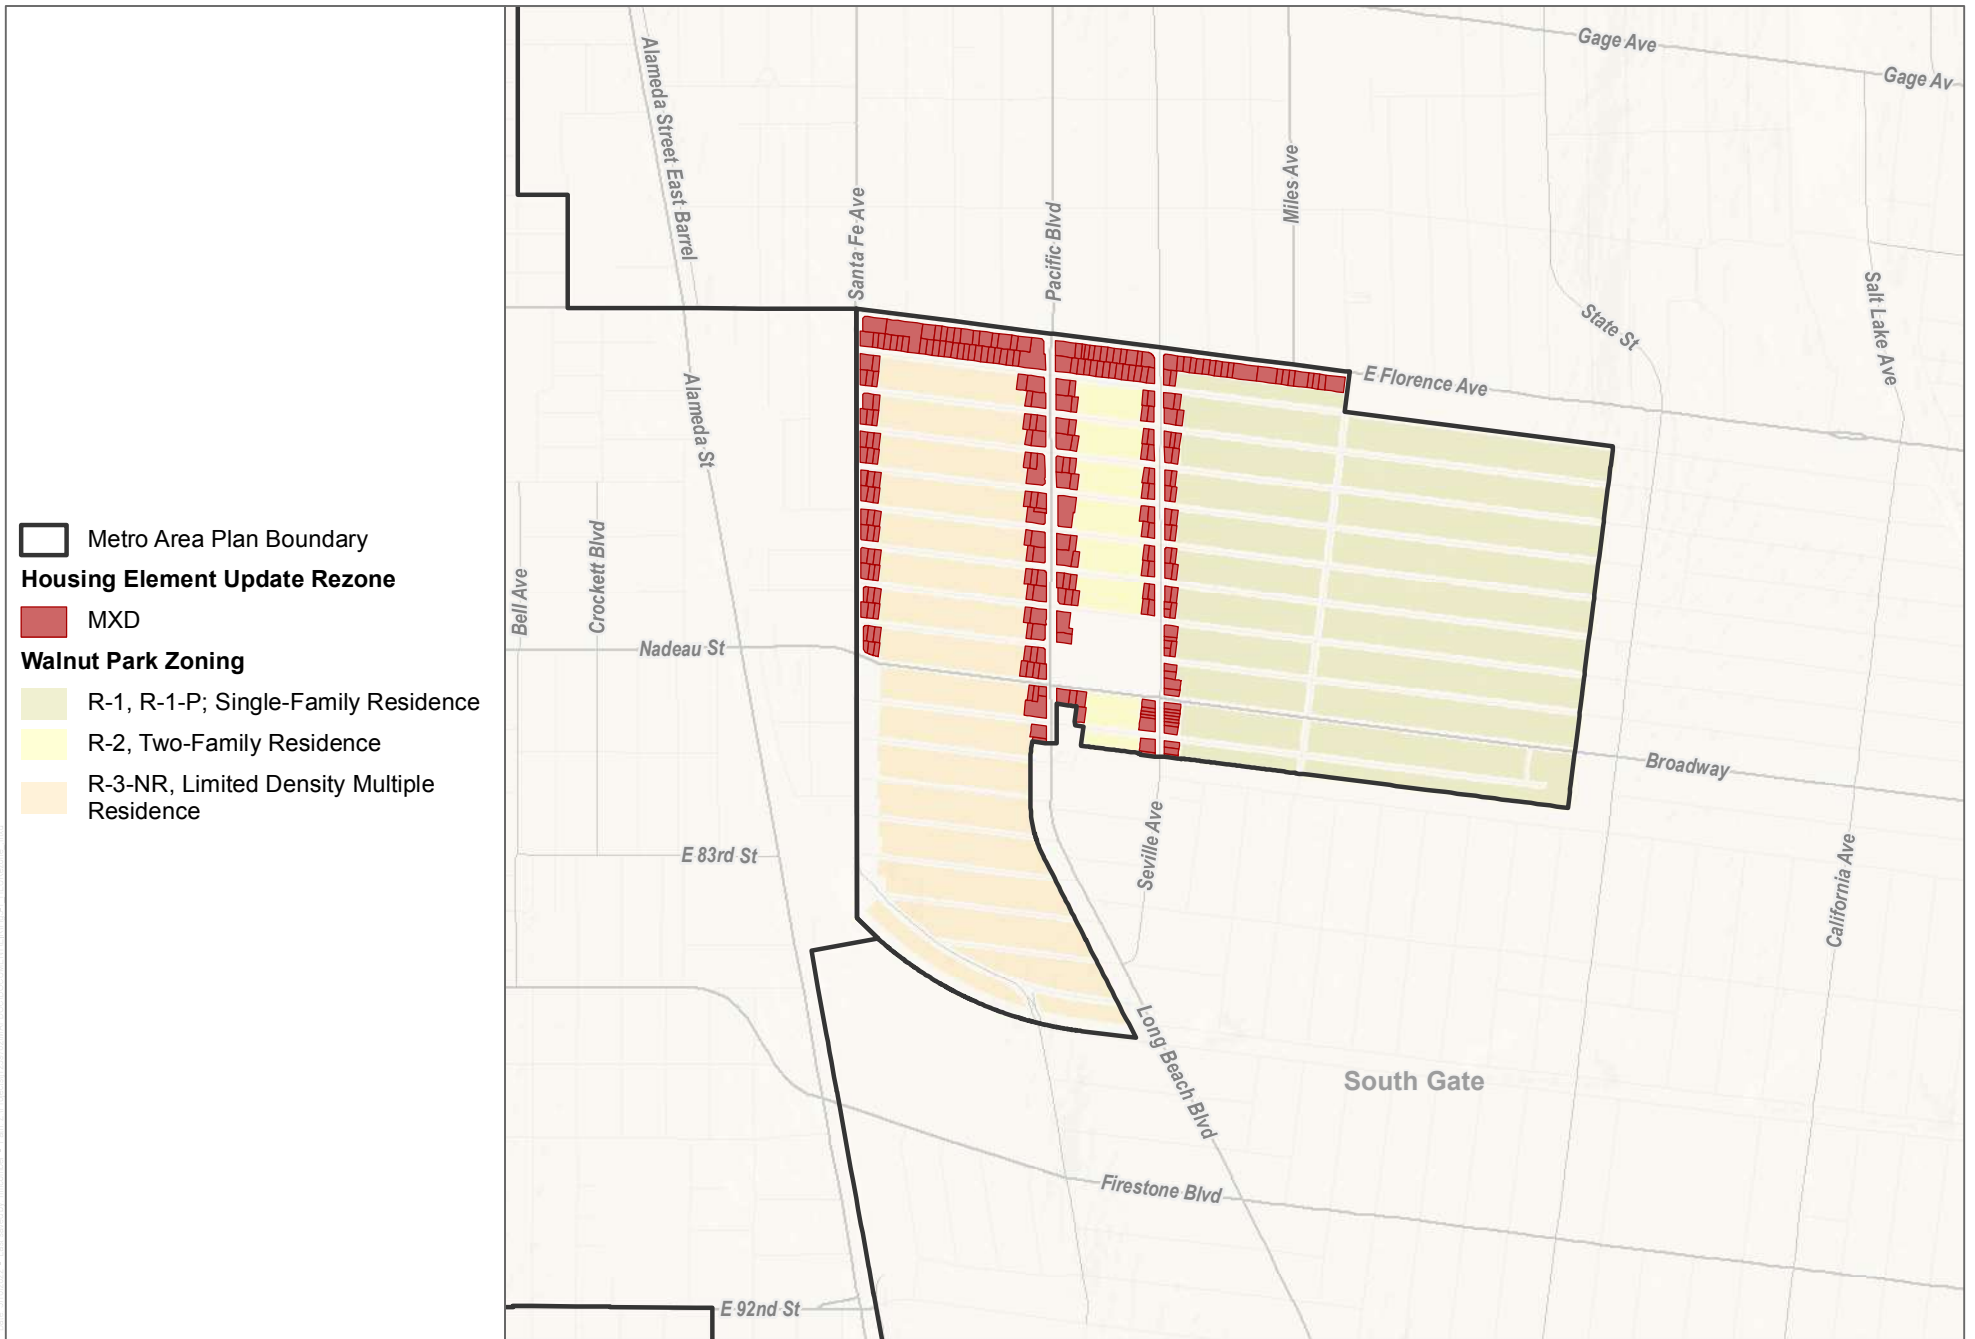 Metro Area Plan Boundary
Housing Element Update Rezone
MXD
Walnut Park Zoning
R-1, R-1-P; Single-Family Residence
R-2, Two-Family Residence
R-3-NR, Limited Density Multiple
Residence
Gage Ave
Gage Av
Alameda Street East Barrel
Santa Fe Ave
Pacific Blvd
Miles Ave
State St
Salt Lake Ave
E Florence Ave
Alameda St
Bell Ave
Crockett Blvd
Nadeau St
Broadway
E 83rd St
Seville Ave
California Ave
Long Beach Blvd
South Gate
Firestone Blvd
E 92nd St